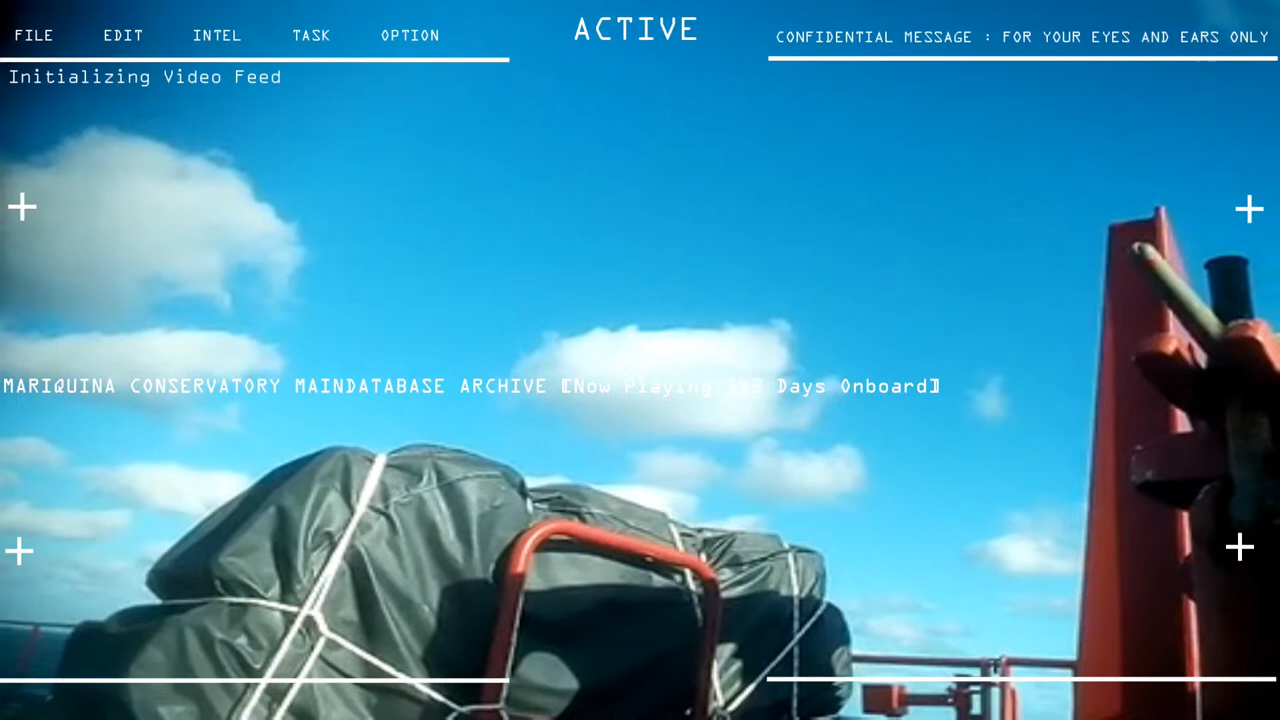 FILE EDIT INTEL TASK OPTION
ACTIVE
CONFIDENTIAL MESSAGE : FOR YOUR EYES AND EARS ONLY
Initializing Video Feed
MARIQUINA CONSERVATORY MAINDATABASE ARCHIVE [Now Playing Days Onboard]